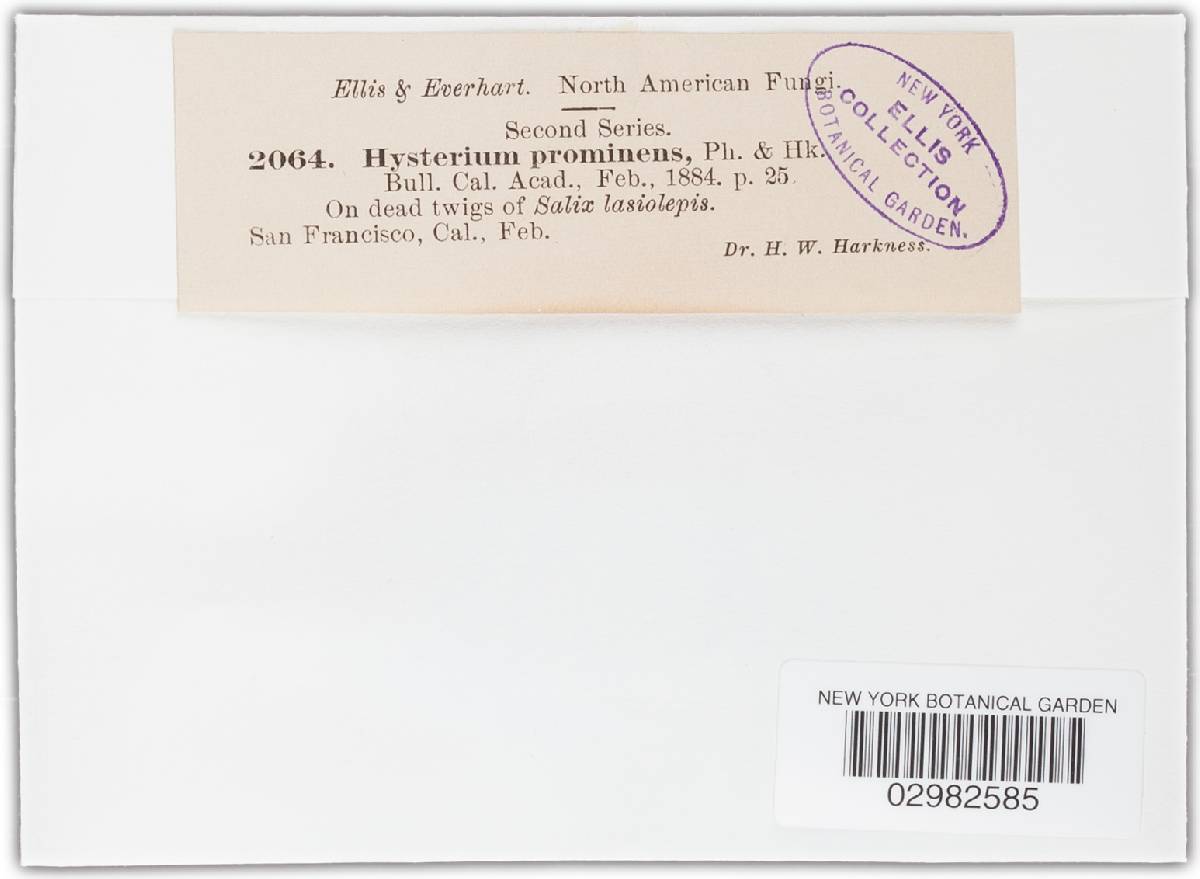 Ellis & Everhart. North American Fungi.
Second Series.
2064. Hysterium prominens, Ph. & Hk.
Bull. Cal. Acad., Feb., 1884. p. 25.
On dead twigs of Salix lasiolepis.
San Francisco, Cal., Feb.
Dr. H. W. Harkness.
NEW YORK
ELLIS
COLLECTION
BOTANICAL GARDEN.
NEW YORK BOTANICAL GARDEN
02982585